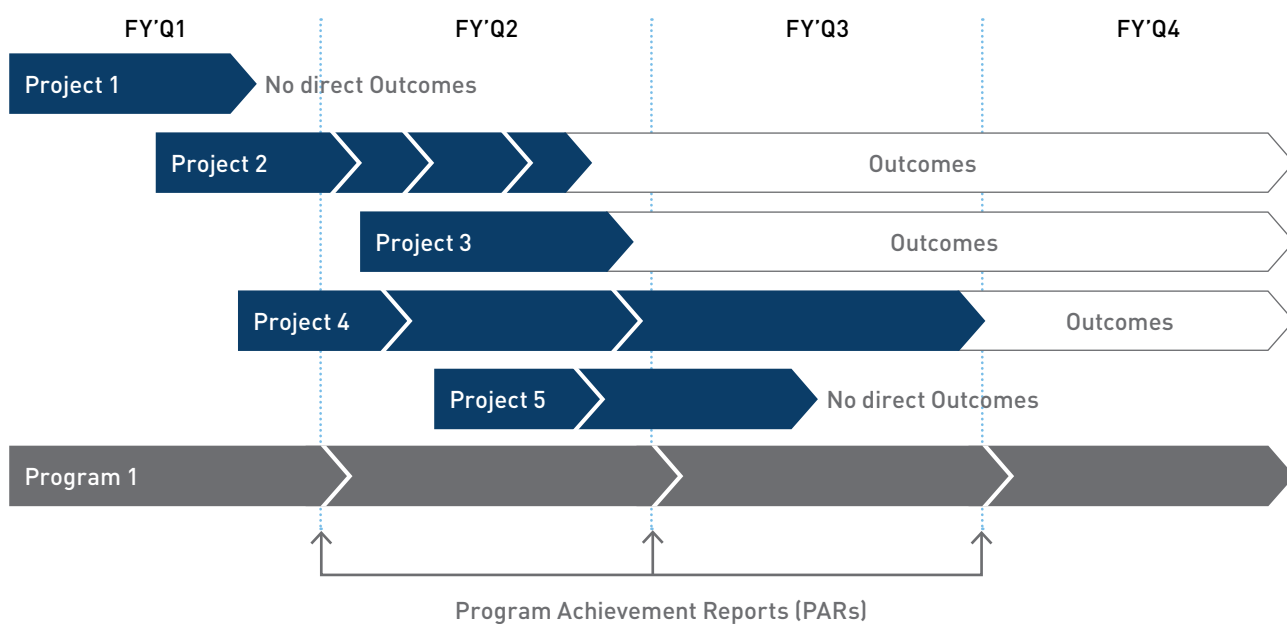 FY'Q1 FY'Q2 FY'Q3 FY'Q4
Project 1 No direct Outcomes
Project 2 Outcomes
Project 3 Outcomes
Project 4 Outcomes
Project 5 No direct Outcomes
Program 1
Program Achievement Reports (PARs)